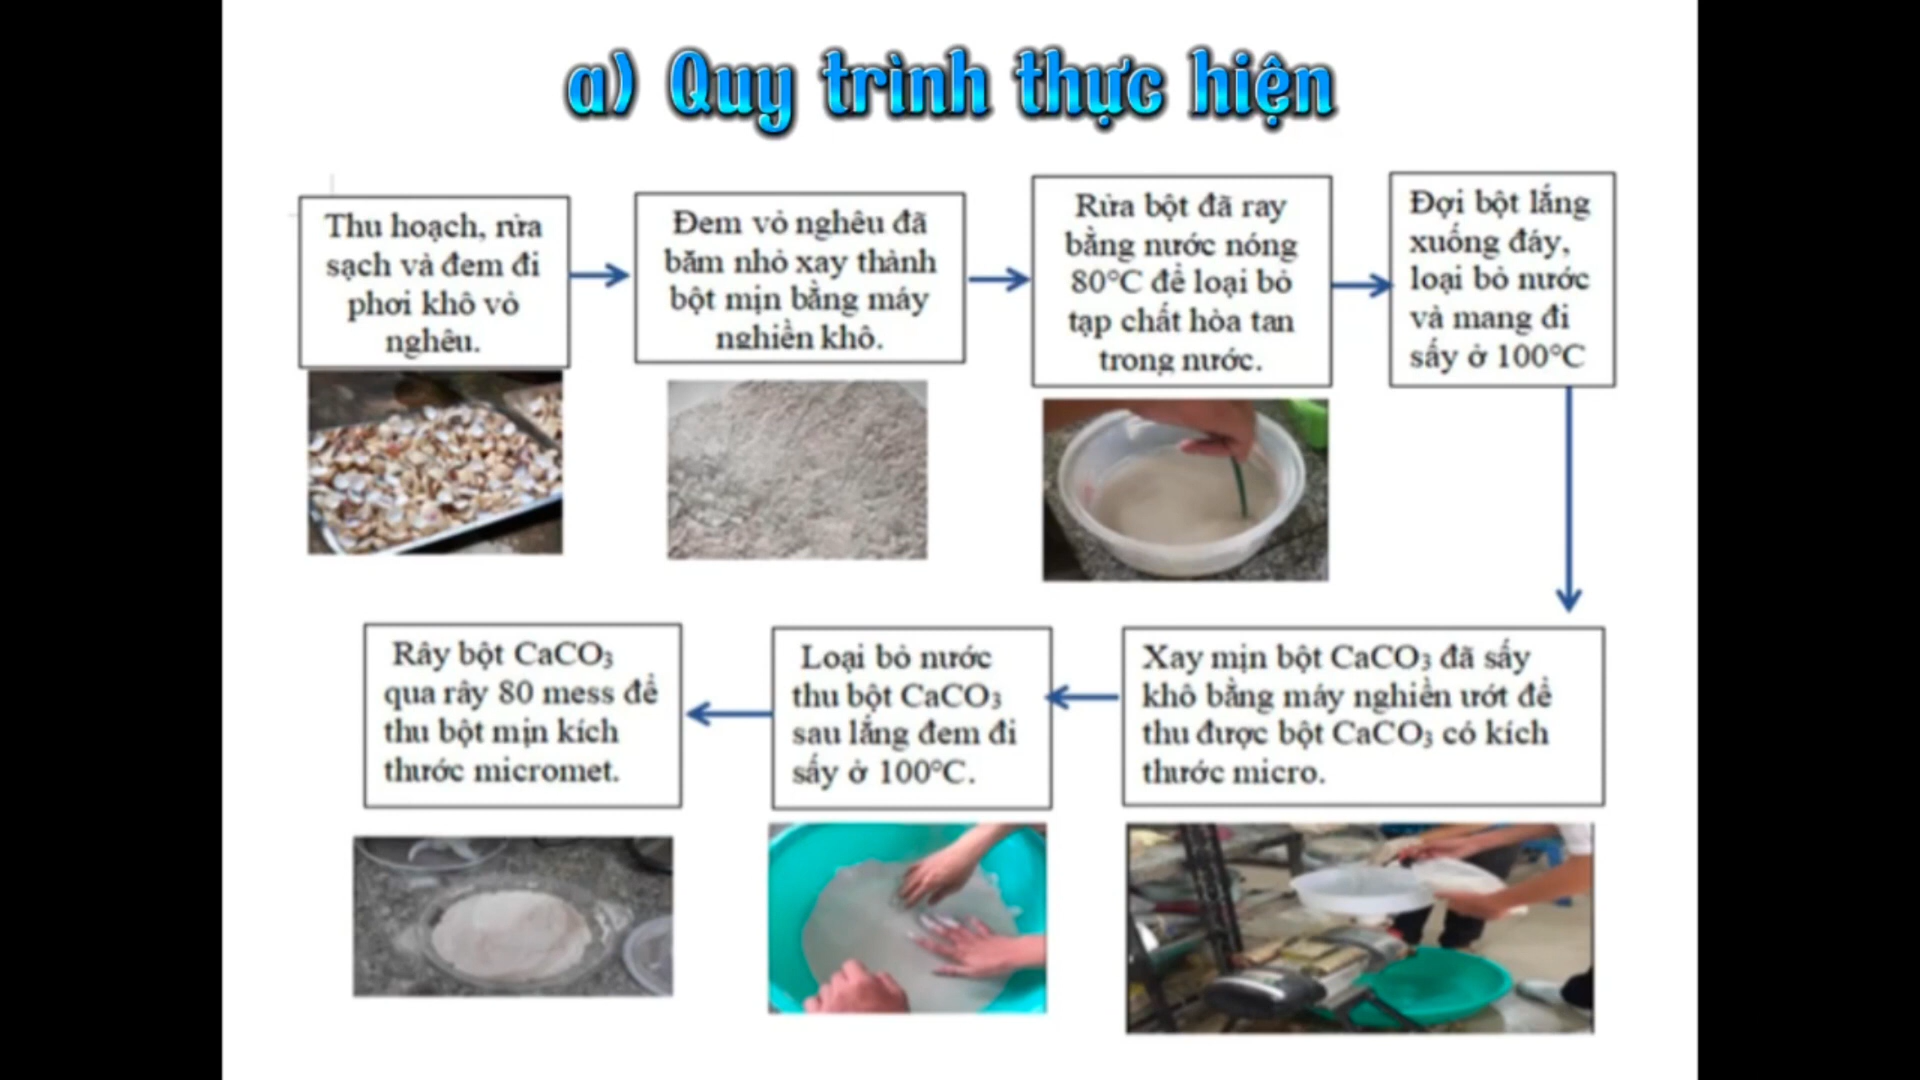 a) Quy trình thực hiện
Thu hoạch, rửa
sạch và đem đi
phơi khô vỏ
nghêu.
Đem vỏ nghêu đã
băm nhỏ xay thành
bột mịn bằng máy
nghiền khô.
Rửa bột đã ray
bằng nước nóng
80°C để loại bỏ
tạp chất hòa tan
trong nước.
Đợi bột lắng
xuống đáy,
loại bỏ nước
và mang đi
sấy ở 100°C
Xay mịn bột CaCO₃ đã sấy
khô bằng máy nghiền ướt để
thu được bột CaCO₃ có kích
thước micro.
Loại bỏ nước
thu bột CaCO₃
sau lắng đem đi
sấy ở 100°C.
Rây bột CaCO₃
qua rây 80 mess để
thu bột mịn kích
thước micromet.